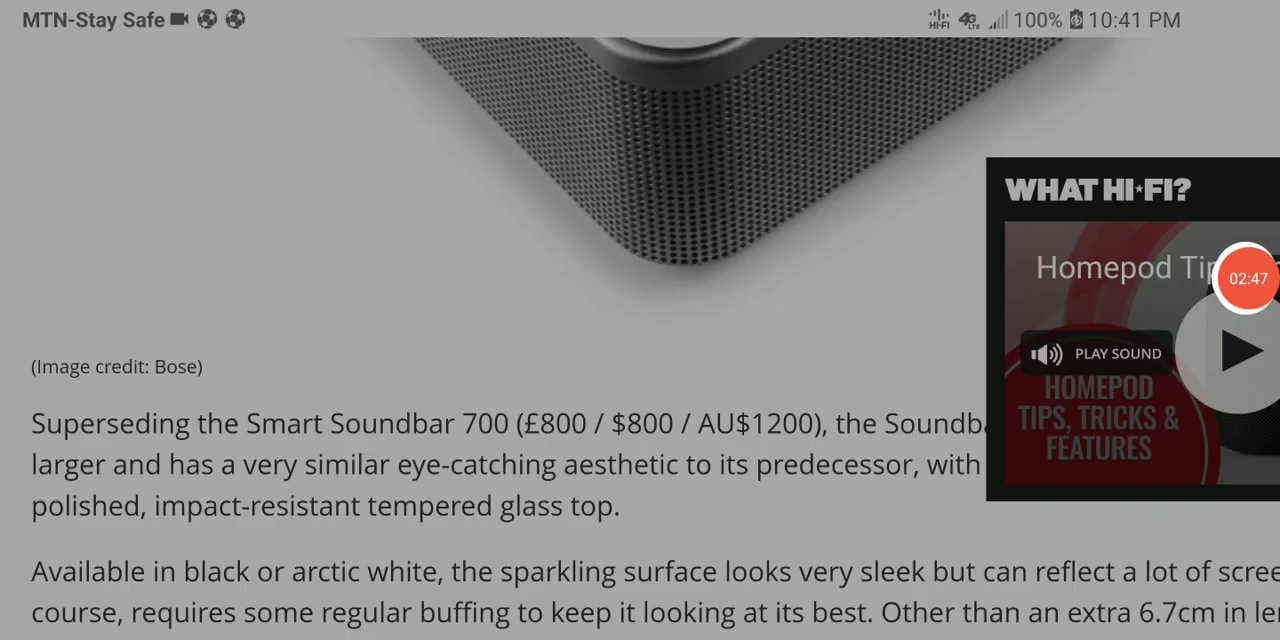 MTN-Stay Safe
HI-FI 4G LTE 100% 10:41 PM
WHAT HI★FI?
Homepod
02:47
PLAY SOUND
HOMEPOD
TIPS, TRICKS &
FEATURES
(Image credit: Bose)
Superseding the Smart Soundbar 700 (£800 / $800 / AU$1200), the
larger and has a very similar eye-catching aesthetic to its predecessor, with
polished, impact-resistant tempered glass top.
Available in black or arctic white, the sparkling surface looks very sleek but can reflect a lot of
course, requires some regular buffing to keep it looking at its best. Other than an extra 6.7cm in